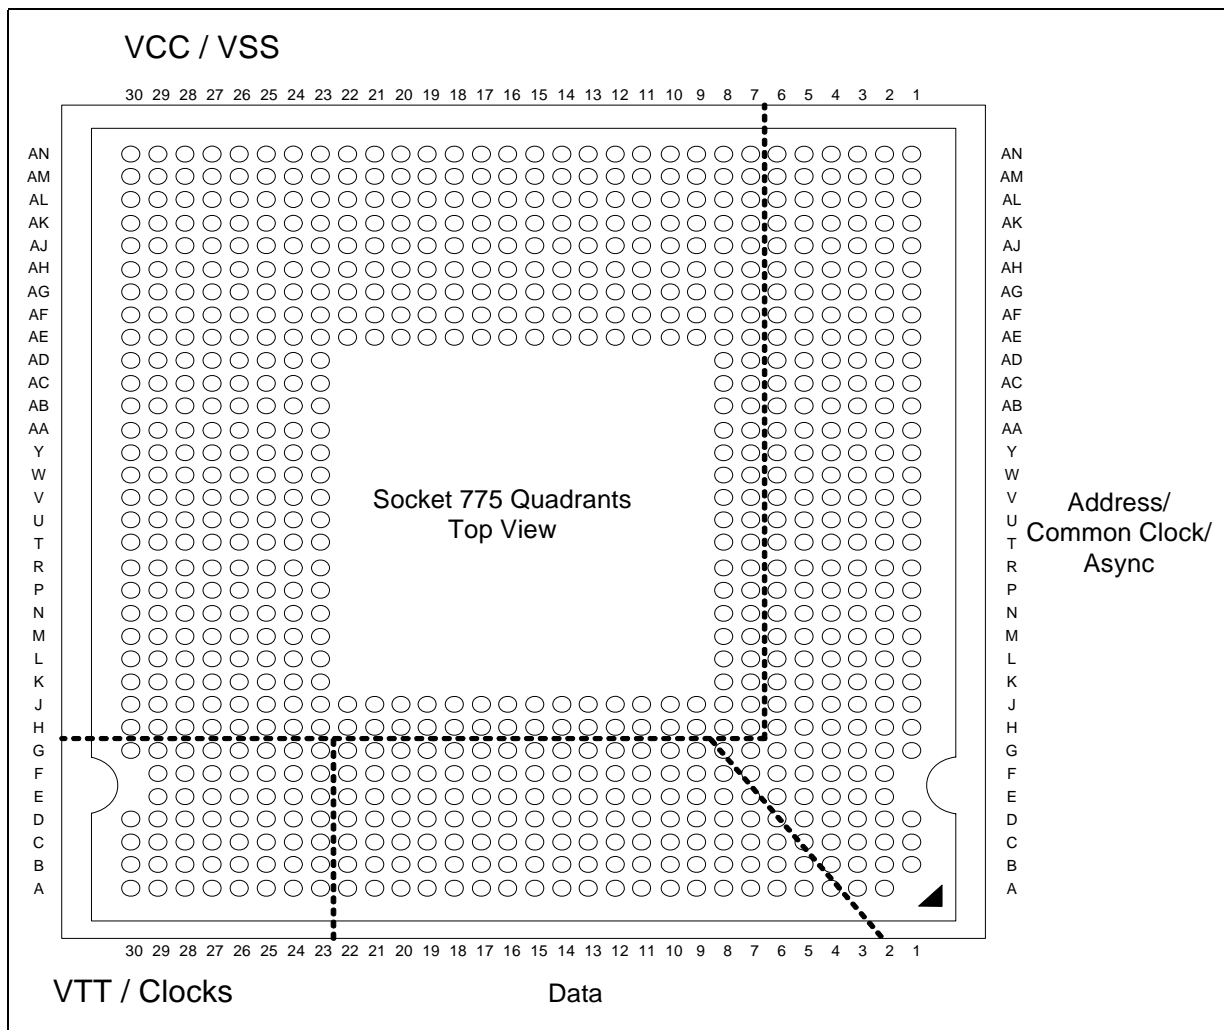 VCC / VSS
30 29 28 27 26 25 24 23 22 21 20 19 18 17 16 15 14 13 12 11 10 9 8 7 6 5 4 3 2 1
AN AN
AM AM
AL AL
AK AK
AJ AJ
AH AH
AG AG
AF AF
AE AE
AD AD
AC AC
AB AB
AA AA
Y Y
W W
V V
U U
T T
R R
P P
N N
M M
L L
K K
J J
H H
G G
F F
E E
D D
C C
B B
A A
Socket 775 Quadrants
Top View
Address/
Common Clock/
Async
30 29 28 27 26 25 24 23 22 21 20 19 18 17 16 15 14 13 12 11 10 9 8 7 6 5 4 3 2 1
VTT / Clocks
Data